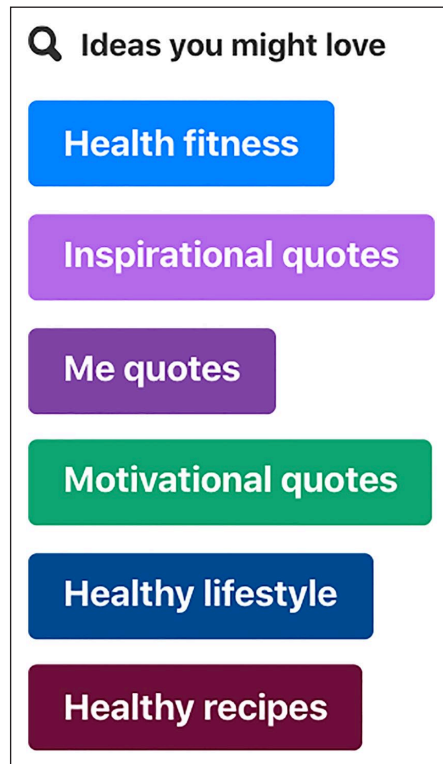 Ideas you might love
Health fitness
Inspirational quotes
Me quotes
Motivational quotes
Healthy lifestyle
Healthy recipes